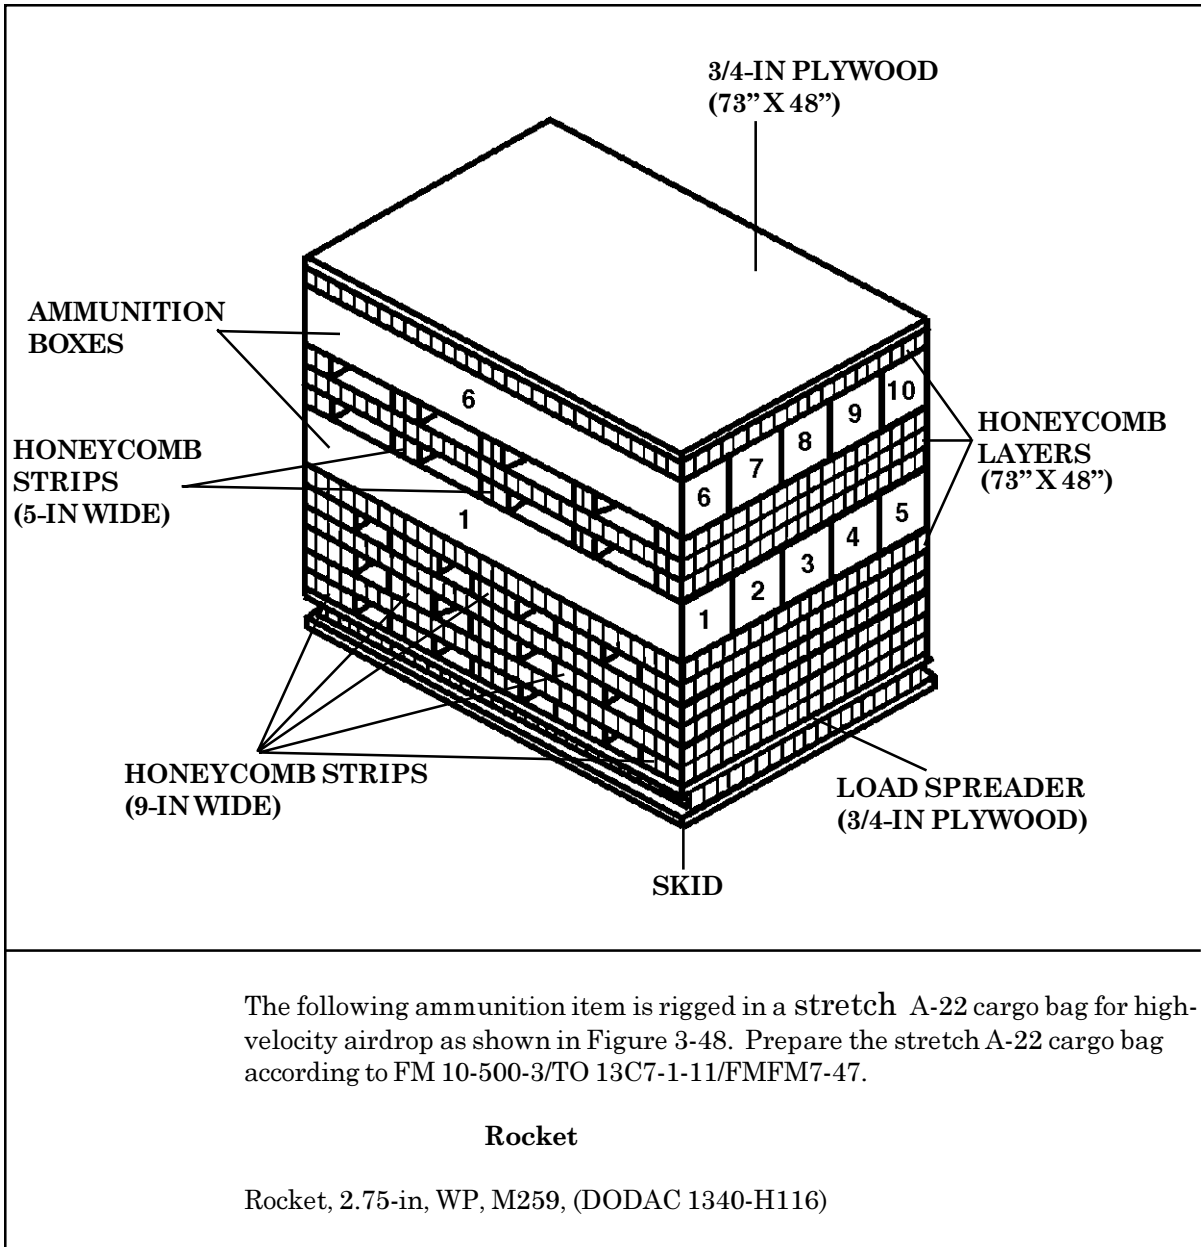 3/4-IN PLYWOOD
(73” X 48”)
AMMUNITION
BOXES
HONEYCOMB
STRIPS
(5-IN WIDE)
6
1
6
7
8
9
10
1
2
3
4
5
HONEYCOMB
LAYERS
(73” X 48”)
HONEYCOMB STRIPS
(9-IN WIDE)
LOAD SPREADER
(3/4-IN PLYWOOD)
SKID
The following ammunition item is rigged in a stretch A-22 cargo bag for high-
velocity airdrop as shown in Figure 3-48. Prepare the stretch A-22 cargo bag
according to FM 10-500-3/TO 13C7-1-11/FMFM7-47.
Rocket
Rocket, 2.75-in, WP, M259, (DODAC 1340-H116)